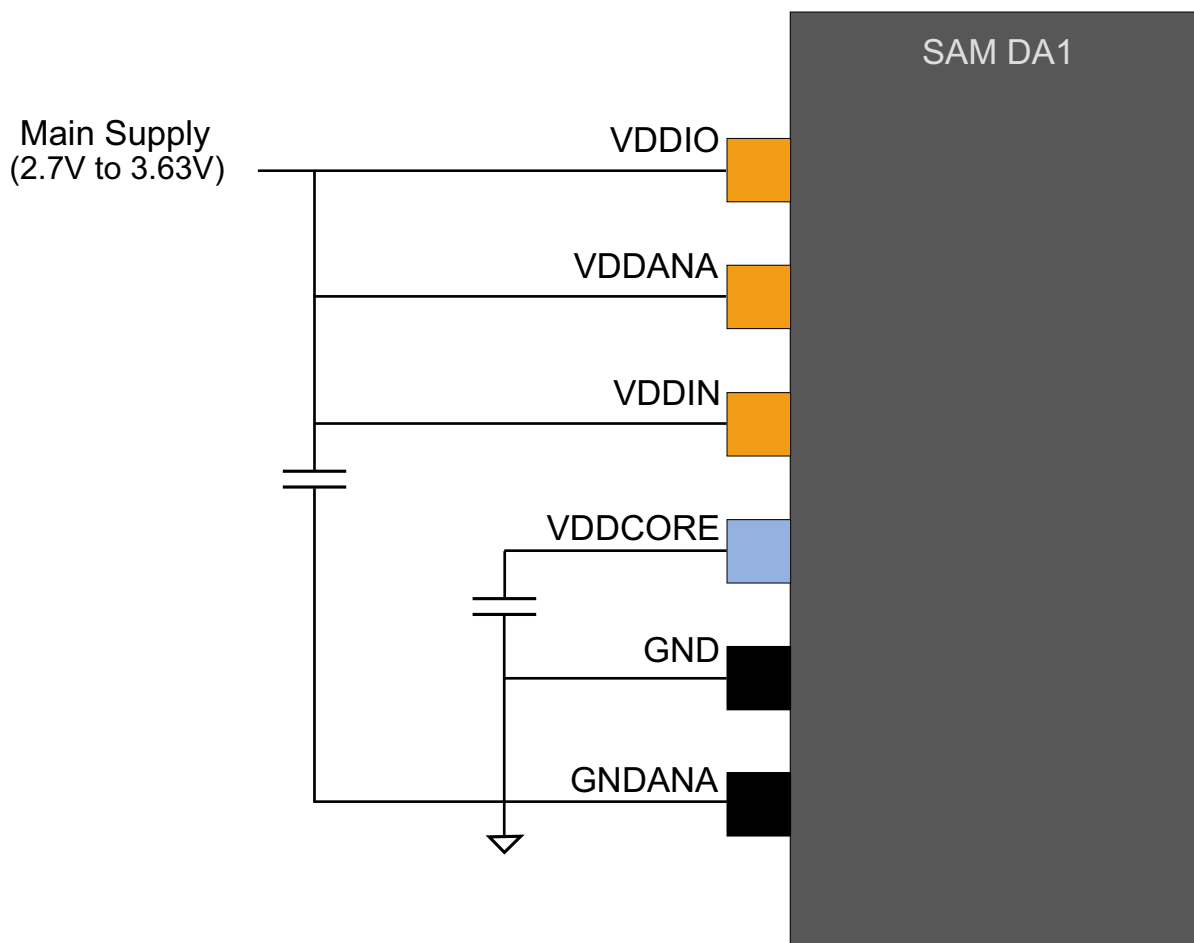 SAM DA1
Main Supply
(2.7V to 3.63V)
VDDIO
VDDANA
VDDIN
VDDCORE
GND
GNDANA